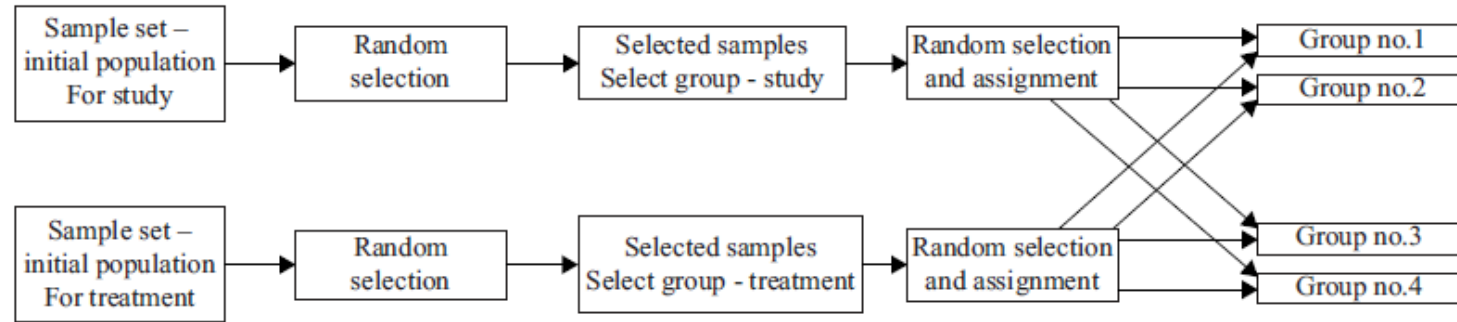 Sample set –
initial population
For study
Random
selection
Selected samples
Select group - study
Random selection
and assignment
Group no.1
Group no.2
Sample set –
initial population
For treatment
Random
selection
Selected samples
Select group - treatment
Random selection
and assignment
Group no.3
Group no.4